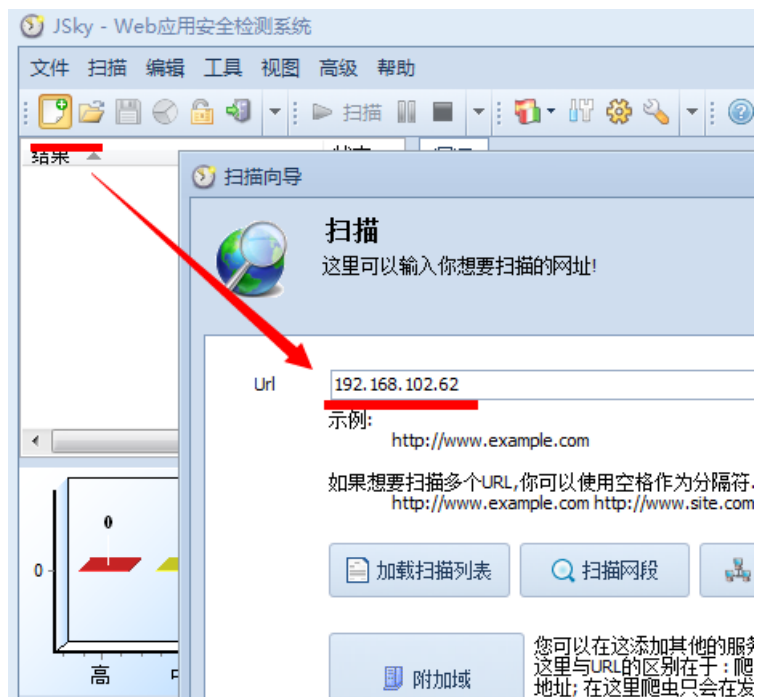 JSky - Web应用安全检测系统
文件 扫描 编辑 工具 视图 高级 帮助
扫描
结果
扫描向导
扫描
这里可以输入你想要扫描的网址!
Url 192.168.102.62
示例:
http://www.example.com
如果想要扫描多个URL,你可以使用空格作为分隔符.
http://www.example.com http://www.site.com
加载扫描列表 扫描网段
0
0
高
您可以在这添加其他的服务
这里与URL的区别在于:爬
附加域
地址; 在这里爬虫只会在发